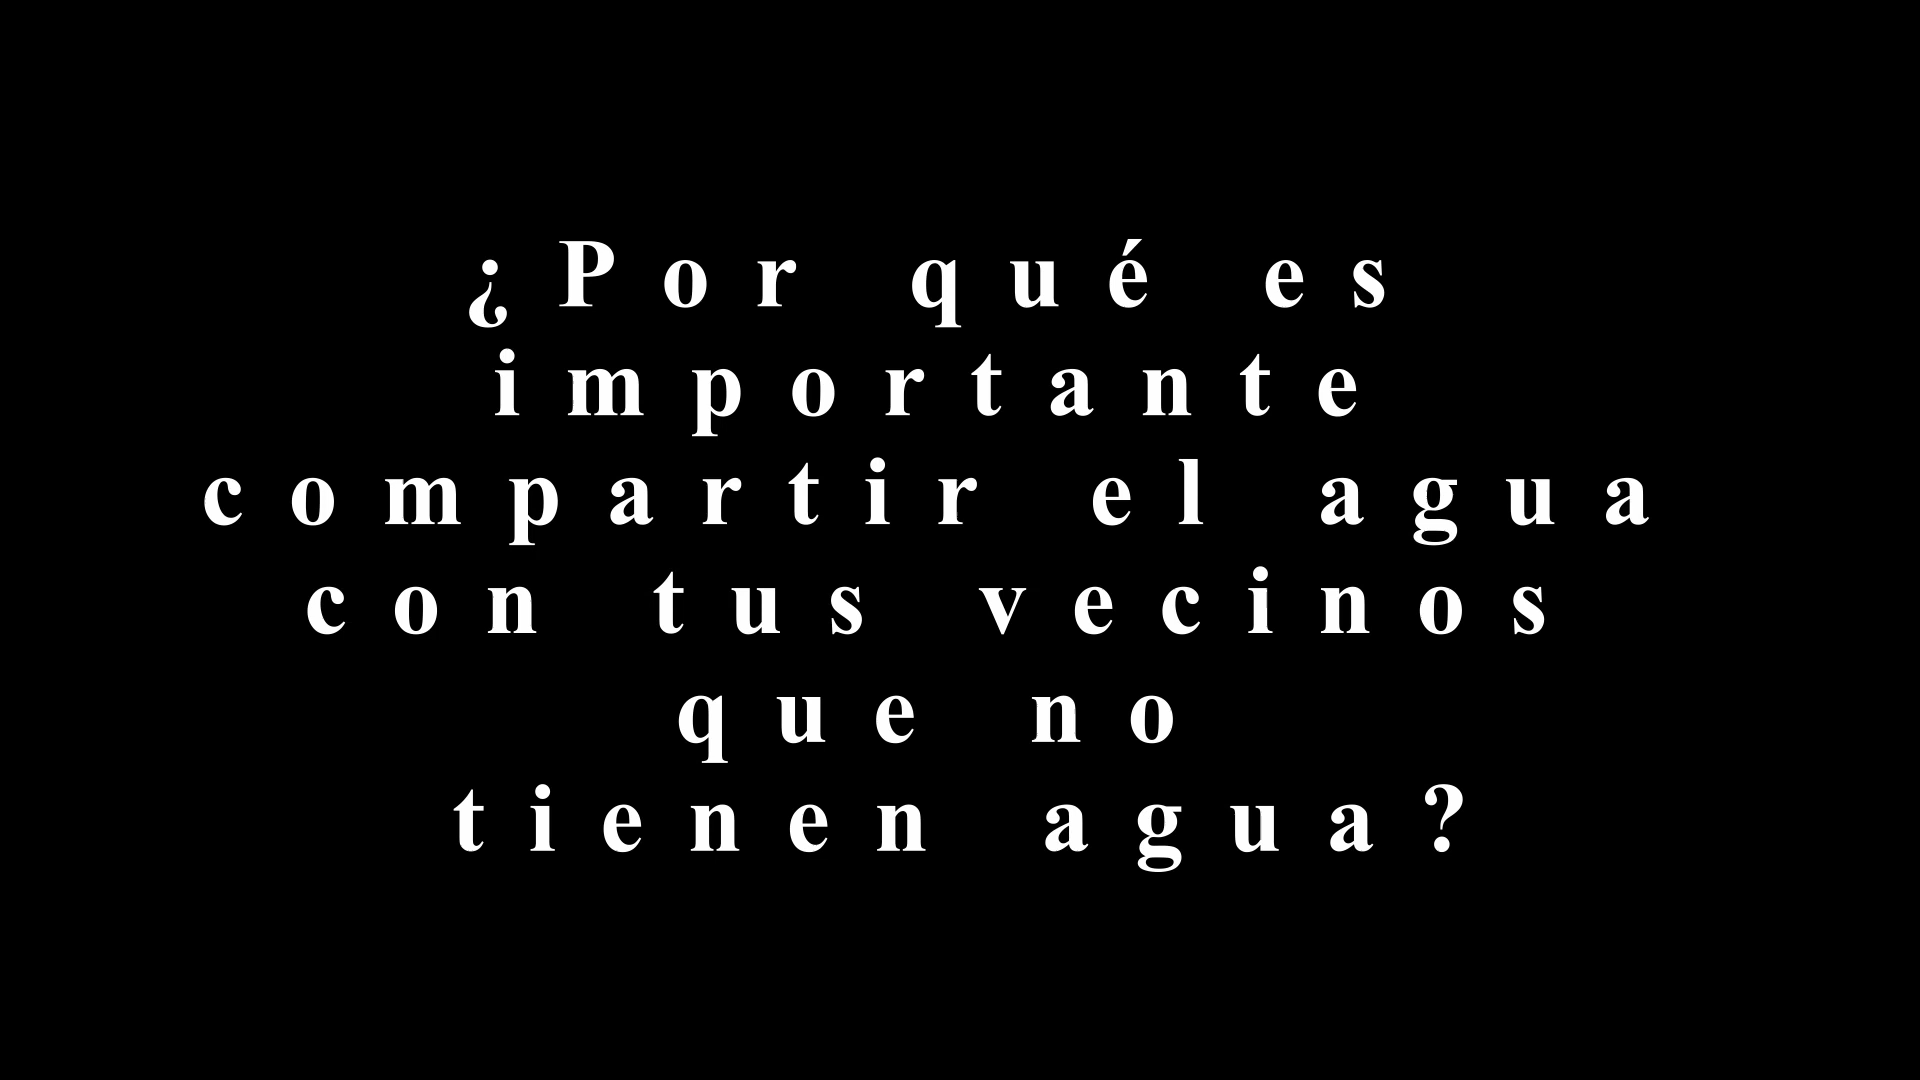 ¿Por qué es
importante
compartir el agua
con tus vecinos
que no
tienen agua?